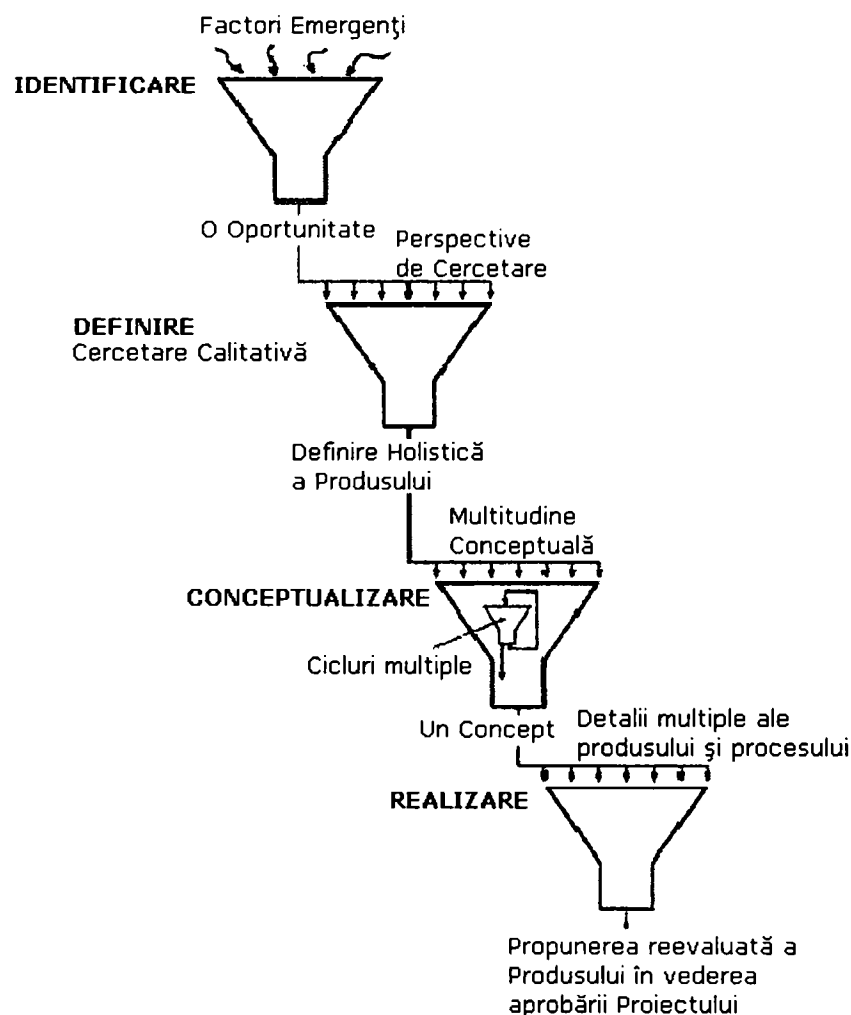 Factori Emergenţi
IDENTIFICARE
O Oportunitate
Perspective
de Cercetare
DEFINIRE
Cercetare Calitativă
Definire Holistică
a Produsului
Multitudine
Conceptuală
CONCEPTUALIZARE
Cicluri multiple
Un Concept
Detalii multiple ale
produsului şi procesului
REALIZARE
Propunerea reevaluată a
Produsului în vederea
aprobării Proiectului